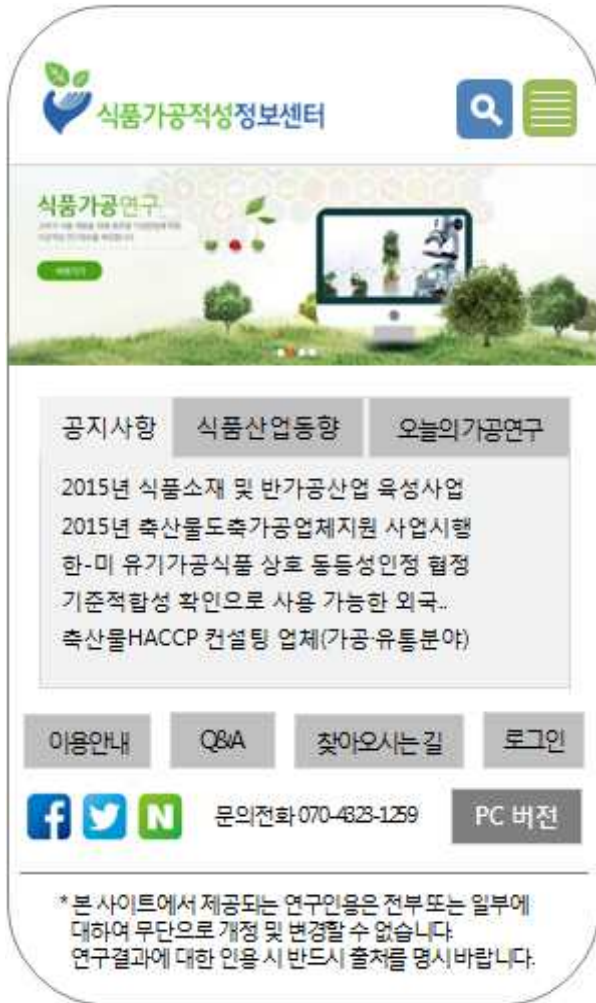 식품가공적성정보센터
식품가공연구
공지사항 식품산업동향 오늘의 가공연구
2015년 식품소재 및 반가공산업 육성사업
2015년 축산물도축가공업체지원 사업시행
한-미 유기가공식품 상호 동등성인정 협정
기준적합성 확인으로 사용 가능한 외국..
축산물HACCP 컨설팅 업체(가공·유통분야)
이용안내 Q&A 찾아오시는 길 로그인
f N 문의전화 070-4323-1259 PC 버전
* 본 사이트에서 제공되는 연구인용은 전부 또는 일부에
대하여 무단으로 개정 및 변경할 수 없습니다.
연구결과에 대한 인용 시 반드시 출처를 명시 바랍니다.